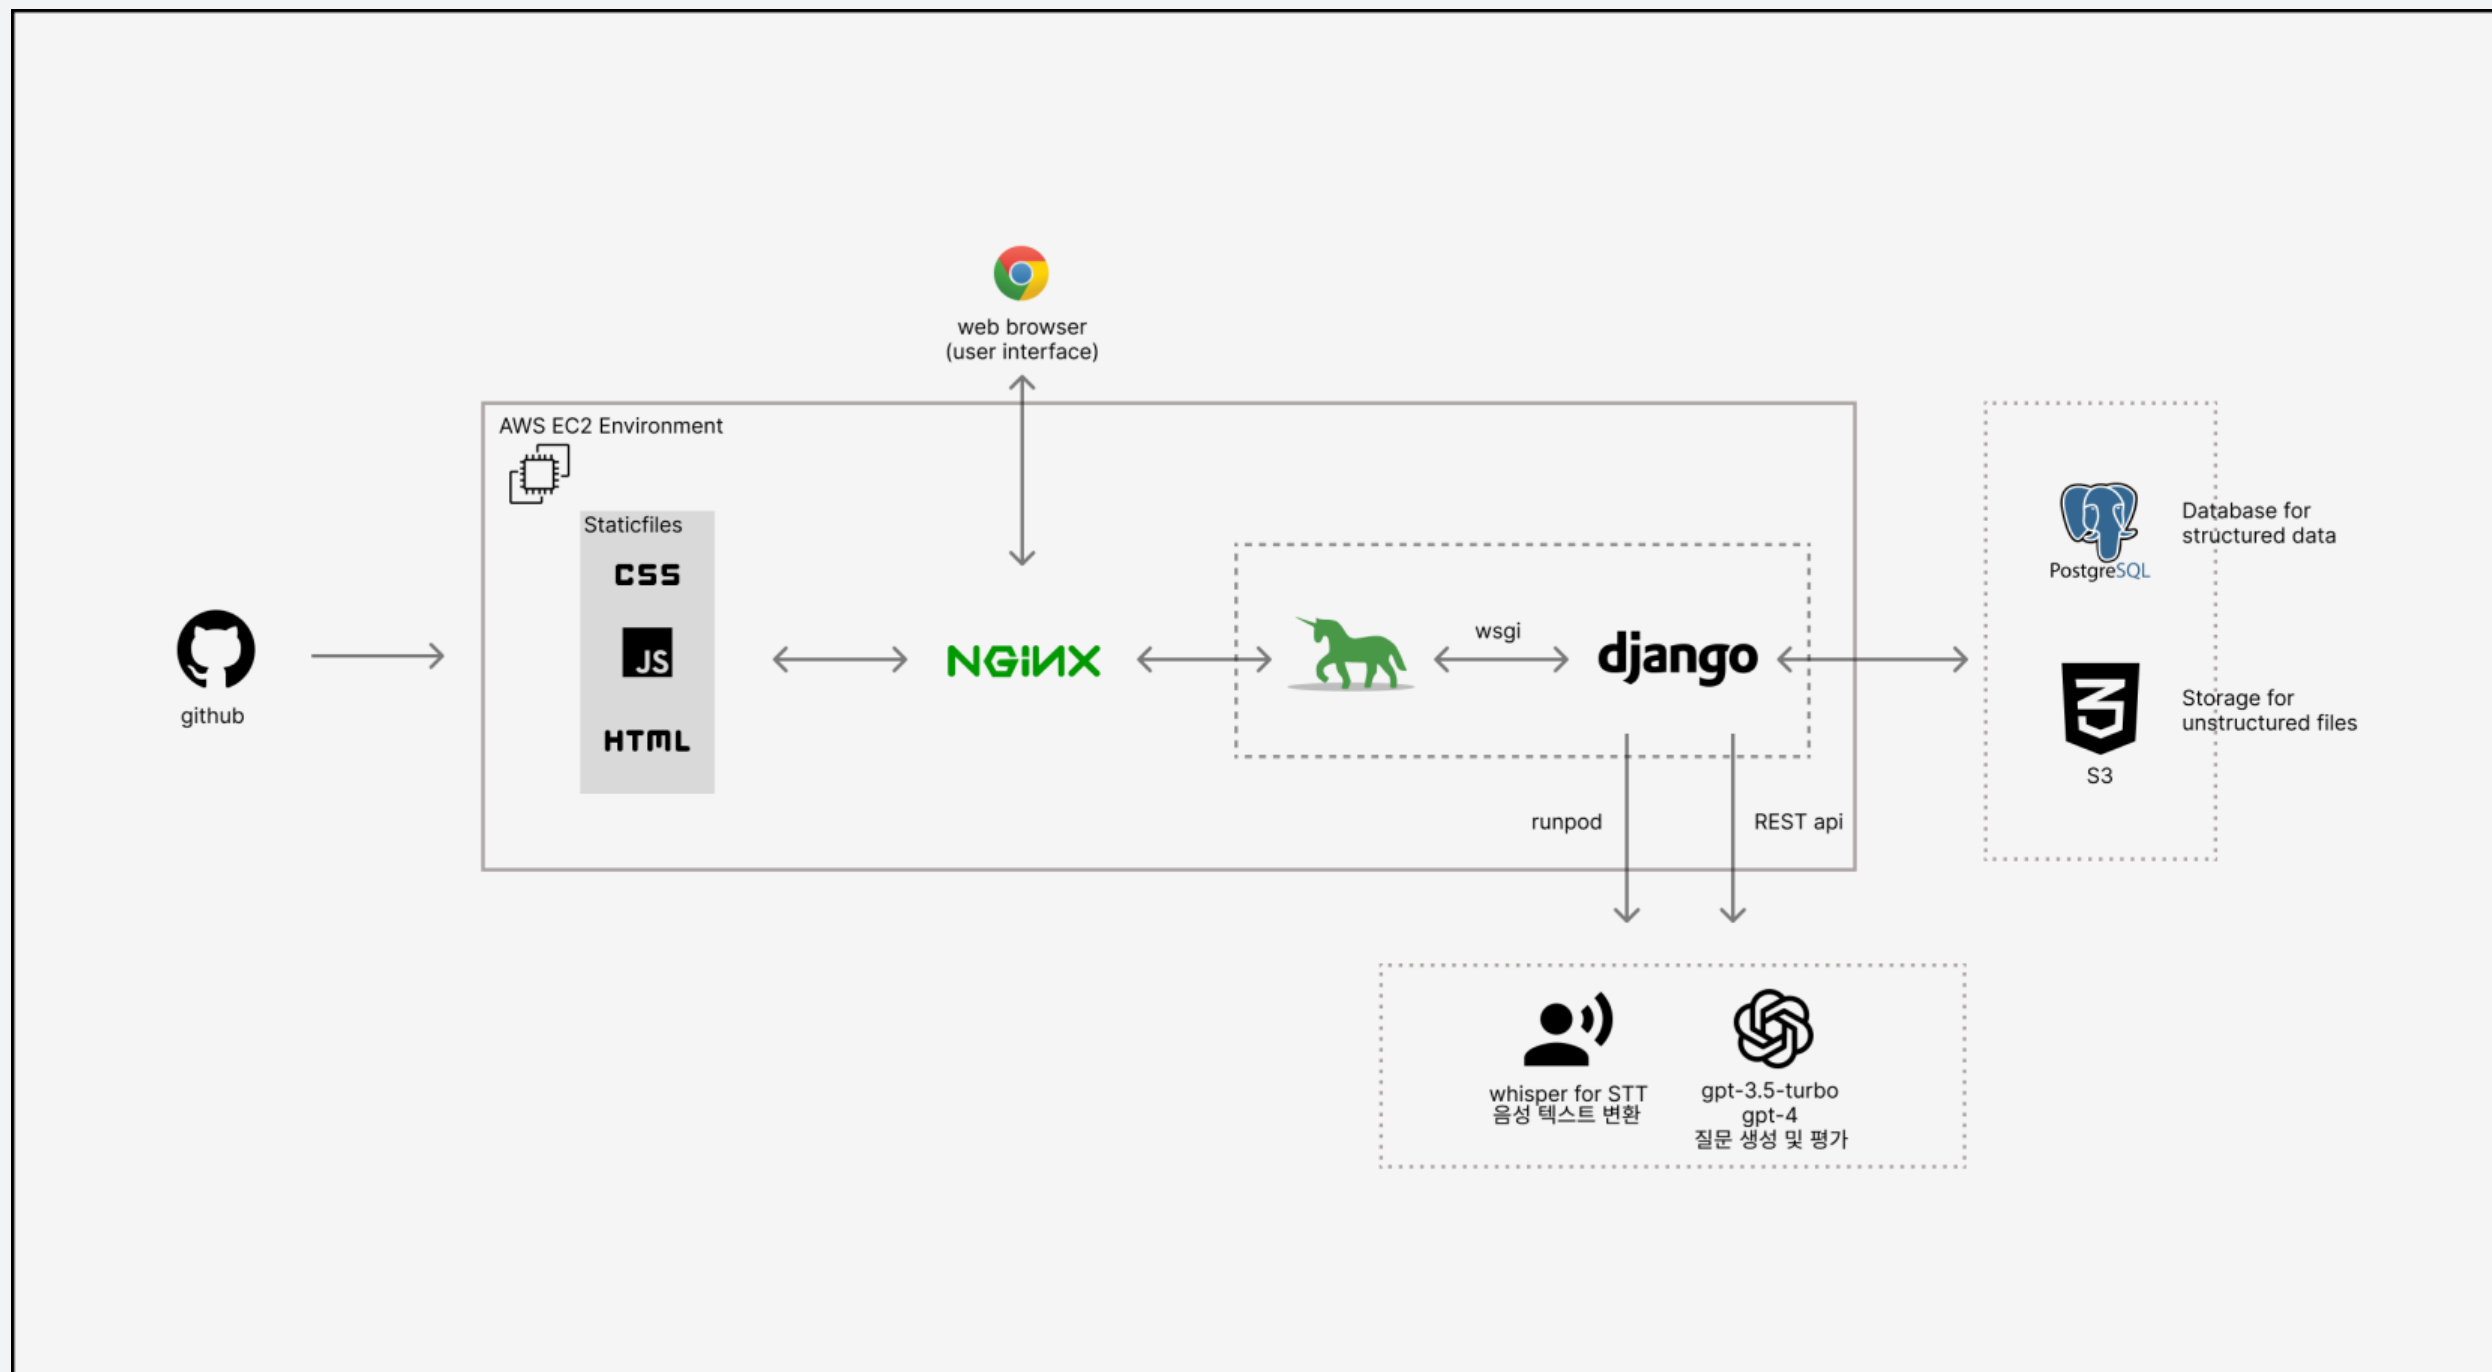 web browser
(user interface)
AWS EC2 Environment
Staticfiles
CSS
JS
HTML
github
NGINX
wsgi
django
runpod
REST api
PostgreSQL
Database for
structured data
S3
Storage for
unstructured files
whisper for STT
음성 텍스트 변환
gpt-3.5-turbo
gpt-4
질문 생성 및 평가